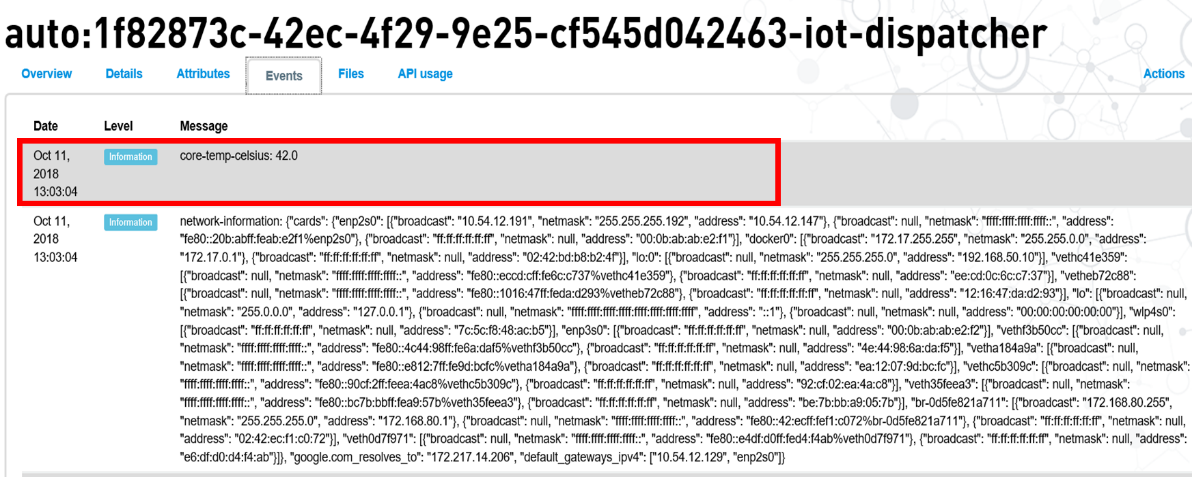 auto:1f82873c-42ec-4f29-9e25-cf545d042463-iot-dispatcher
Overview Details Attributes Events Files API usage Actions
Date Level Message
Oct 11, Information core-temp-celsius: 42.0
2018
13:03:04
Oct 11, Information network-information: {"cards": {"enp2s0": [{"broadcast": "10.54.12.191", "netmask": "255.255.255.192", "address": "10.54.12.147"}, {"broadcast": null, "netmask": "ffff:ffff:ffff:ffff::", "address":
2018 "fe80::20b:abff:feab:e2f1%enp2s0"}, {"broadcast": "ff:ff:ff:ff:ff:ff", "netmask": null, "address": "00:0b:ab:ab:e2:f1"}], "docker0": [{"broadcast": "172.17.255.255", "netmask": "255.255.0.0", "address":
13:03:04 "172.17.0.1"}, {"broadcast": "ff:ff:ff:ff:ff:ff", "netmask": null, "address": "02:42:bd:b8:b2:4f"}], "lo:0": [{"broadcast": null, "netmask": "255.255.255.0", "address": "192.168.50.10"}], "vethc41e359":
[{"broadcast": null, "netmask": "ffff:ffff:ffff:ffff::", "address": "fe80::eccd:cff:fe6c:c737%vethc41e359"}, {"broadcast": "ff:ff:ff:ff:ff:ff", "netmask": null, "address": "ee:cd:0c:6c:c7:37"}], "vetheb72c88":
[{"broadcast": null, "netmask": "ffff:ffff:ffff:ffff::", "address": "fe80::1016:47ff:feda:d293%vetheb72c88"}, {"broadcast": "ff:ff:ff:ff:ff:ff", "netmask": null, "address": "12:16:47:da:d2:93"}], "lo": [{"broadcast": null,
"netmask": "255.0.0.0", "address": "127.0.0.1"}, {"broadcast": null, "netmask": "ffff:ffff:ffff:ffff:ffff:ffff:ffff:ffff", "address": "::1"}, {"broadcast": null, "netmask": null, "address": "00:00:00:00:00:00"}], "wlp4s0":
[{"broadcast": "ff:ff:ff:ff:ff:ff", "netmask": null, "address": "7c:5c:f8:48:ac:b5"}], "enp3s0": [{"broadcast": "ff:ff:ff:ff:ff:ff", "netmask": null, "address": "00:0b:ab:ab:e2:f2"}], "vethf3b50cc": [{"broadcast": null,
"netmask": "ffff:ffff:ffff:ffff::", "address": "fe80::4c44:98ff:fe6a:daf5%vethf3b50cc"}, {"broadcast": "ff:ff:ff:ff:ff:ff", "netmask": null, "address": "4e:44:98:6a:da:f5"}], "vetha184a9a": [{"broadcast": null,
"netmask": "ffff:ffff:ffff:ffff::", "address": "fe80::e812:7ff:fe9d:bcfc%vetha184a9a"}, {"broadcast": "ff:ff:ff:ff:ff:ff", "netmask": null, "address": "ea:12:07:9d:bc:fc"}], "vethc5b309c": [{"broadcast": null, "netmask":
"ffff:ffff:ffff:ffff::", "address": "fe80::90cf:2ff:feea:4ac8%vethc5b309c"}, {"broadcast": "ff:ff:ff:ff:ff:ff", "netmask": null, "address": "92:cf:02:ea:4a:c8"}], "veth35feea3": [{"broadcast": null, "netmask":
"ffff:ffff:ffff:ffff::", "address": "fe80::bc7b:bbff:fea9:57b%veth35feea3"}, {"broadcast": "ff:ff:ff:ff:ff:ff", "netmask": null, "address": "be:7b:bb:a9:05:7b"}], "br-0d5fe821a711": [{"broadcast": "172.168.80.255",
"netmask": "255.255.255.0", "address": "172.168.80.1"}, {"broadcast": null, "netmask": "ffff:ffff:ffff:ffff::", "address": "fe80::42:ecff:fef1:c072%br-0d5fe821a711"}, {"broadcast": "ff:ff:ff:ff:ff:ff", "netmask": null,
"address": "02:42:ec:f1:c0:72"}], "veth0d7f971": [{"broadcast": null, "netmask": "ffff:ffff:ffff:ffff::", "address": "fe80::e4df:d0ff:fed4:f4ab%veth0d7f971"}, {"broadcast": "ff:ff:ff:ff:ff:ff", "netmask": null, "address":
"e6:df:d0:d4:f4:ab"}]}, "google.com_resolves_to": "172.217.14.206", "default_gateways_ipv4": ["10.54.12.129", "enp2s0"]}